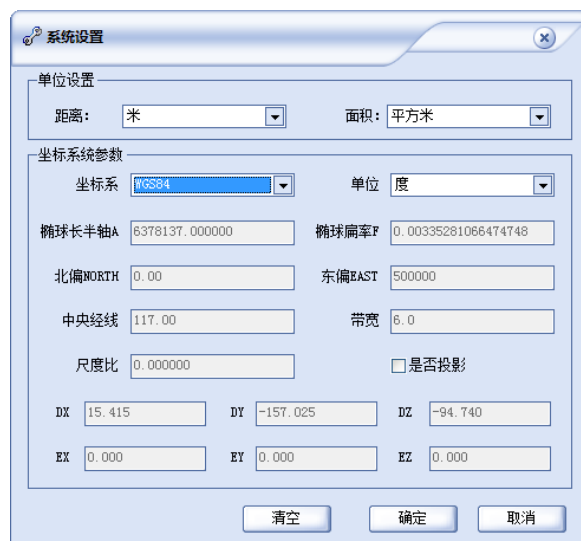 系统设置
单位设置
距离： 米 面积： 平方米
坐标系统参数
坐标系 WGS84 单位 度
椭球长半轴A 6378137.000000 椭球扁率F 0.00335281066474748
北偏NORTH 0.00 东偏EAST 500000
中央经线 117.00 带宽 6.0
尺度比 0.000000 是否投影
DX 15.415 DY -157.025 DZ -94.740
EX 0.000 EY 0.000 EZ 0.000
清空 确定 取消